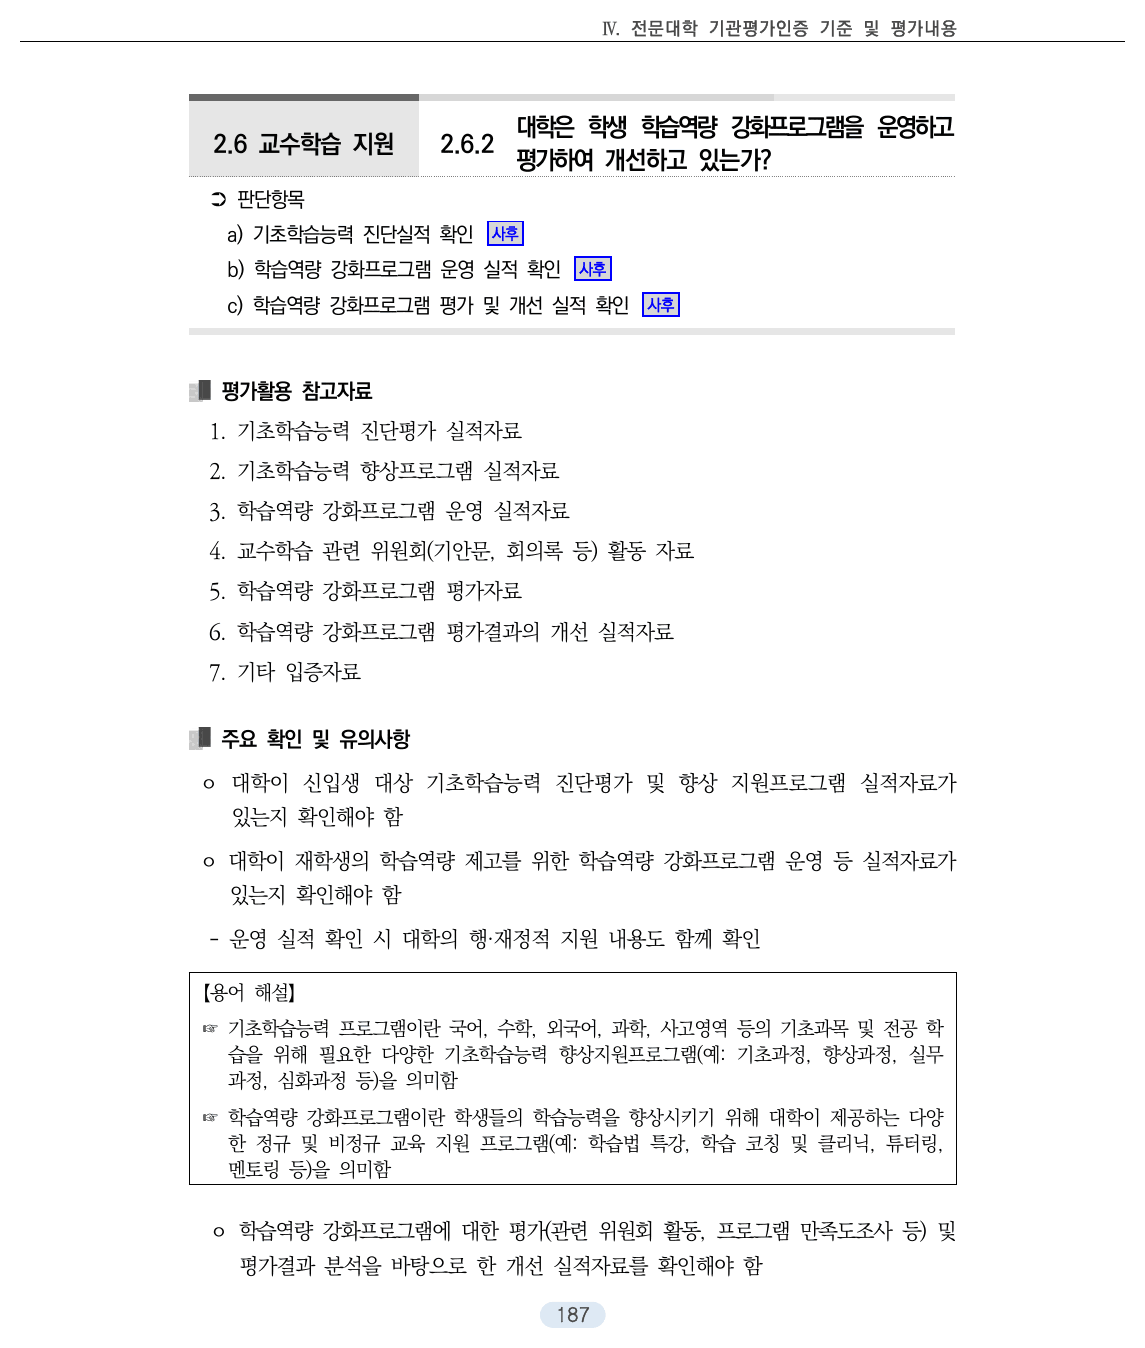 Ⅳ. 전문대학 기관평가인증 기준 및 평가내용
2.6 교수학습 지원
2.6.2
대학은 학생 학습역량 강화프로그램을 운영하고
평가하여 개선하고 있는가?
➲ 판단항목
a) 기초학습능력 진단실적 확인 사후
b) 학습역량 강화프로그램 운영 실적 확인 사후
c) 학습역량 강화프로그램 평가 및 개선 실적 확인 사후
평가활용 참고자료
1. 기초학습능력 진단평가 실적자료
2. 기초학습능력 향상프로그램 실적자료
3. 학습역량 강화프로그램 운영 실적자료
4. 교수학습 관련 위원회(기안문, 회의록 등) 활동 자료
5. 학습역량 강화프로그램 평가자료
6. 학습역량 강화프로그램 평가결과의 개선 실적자료
7. 기타 입증자료
주요 확인 및 유의사항
ㅇ 대학이 신입생 대상 기초학습능력 진단평가 및 향상 지원프로그램 실적자료가
있는지 확인해야 함
ㅇ 대학이 재학생의 학습역량 제고를 위한 학습역량 강화프로그램 운영 등 실적자료가
있는지 확인해야 함
- 운영 실적 확인 시 대학의 행·재정적 지원 내용도 함께 확인
【용어 해설】
☞ 기초학습능력 프로그램이란 국어, 수학, 외국어, 과학, 사고영역 등의 기초과목 및 전공 학
습을 위해 필요한 다양한 기초학습능력 향상지원프로그램(예: 기초과정, 향상과정, 실무
과정, 심화과정 등)을 의미함
☞ 학습역량 강화프로그램이란 학생들의 학습능력을 향상시키기 위해 대학이 제공하는 다양
한 정규 및 비정규 교육 지원 프로그램(예: 학습법 특강, 학습 코칭 및 클리닉, 튜터링,
멘토링 등)을 의미함
ㅇ 학습역량 강화프로그램에 대한 평가(관련 위원회 활동, 프로그램 만족도조사 등) 및
평가결과 분석을 바탕으로 한 개선 실적자료를 확인해야 함
187